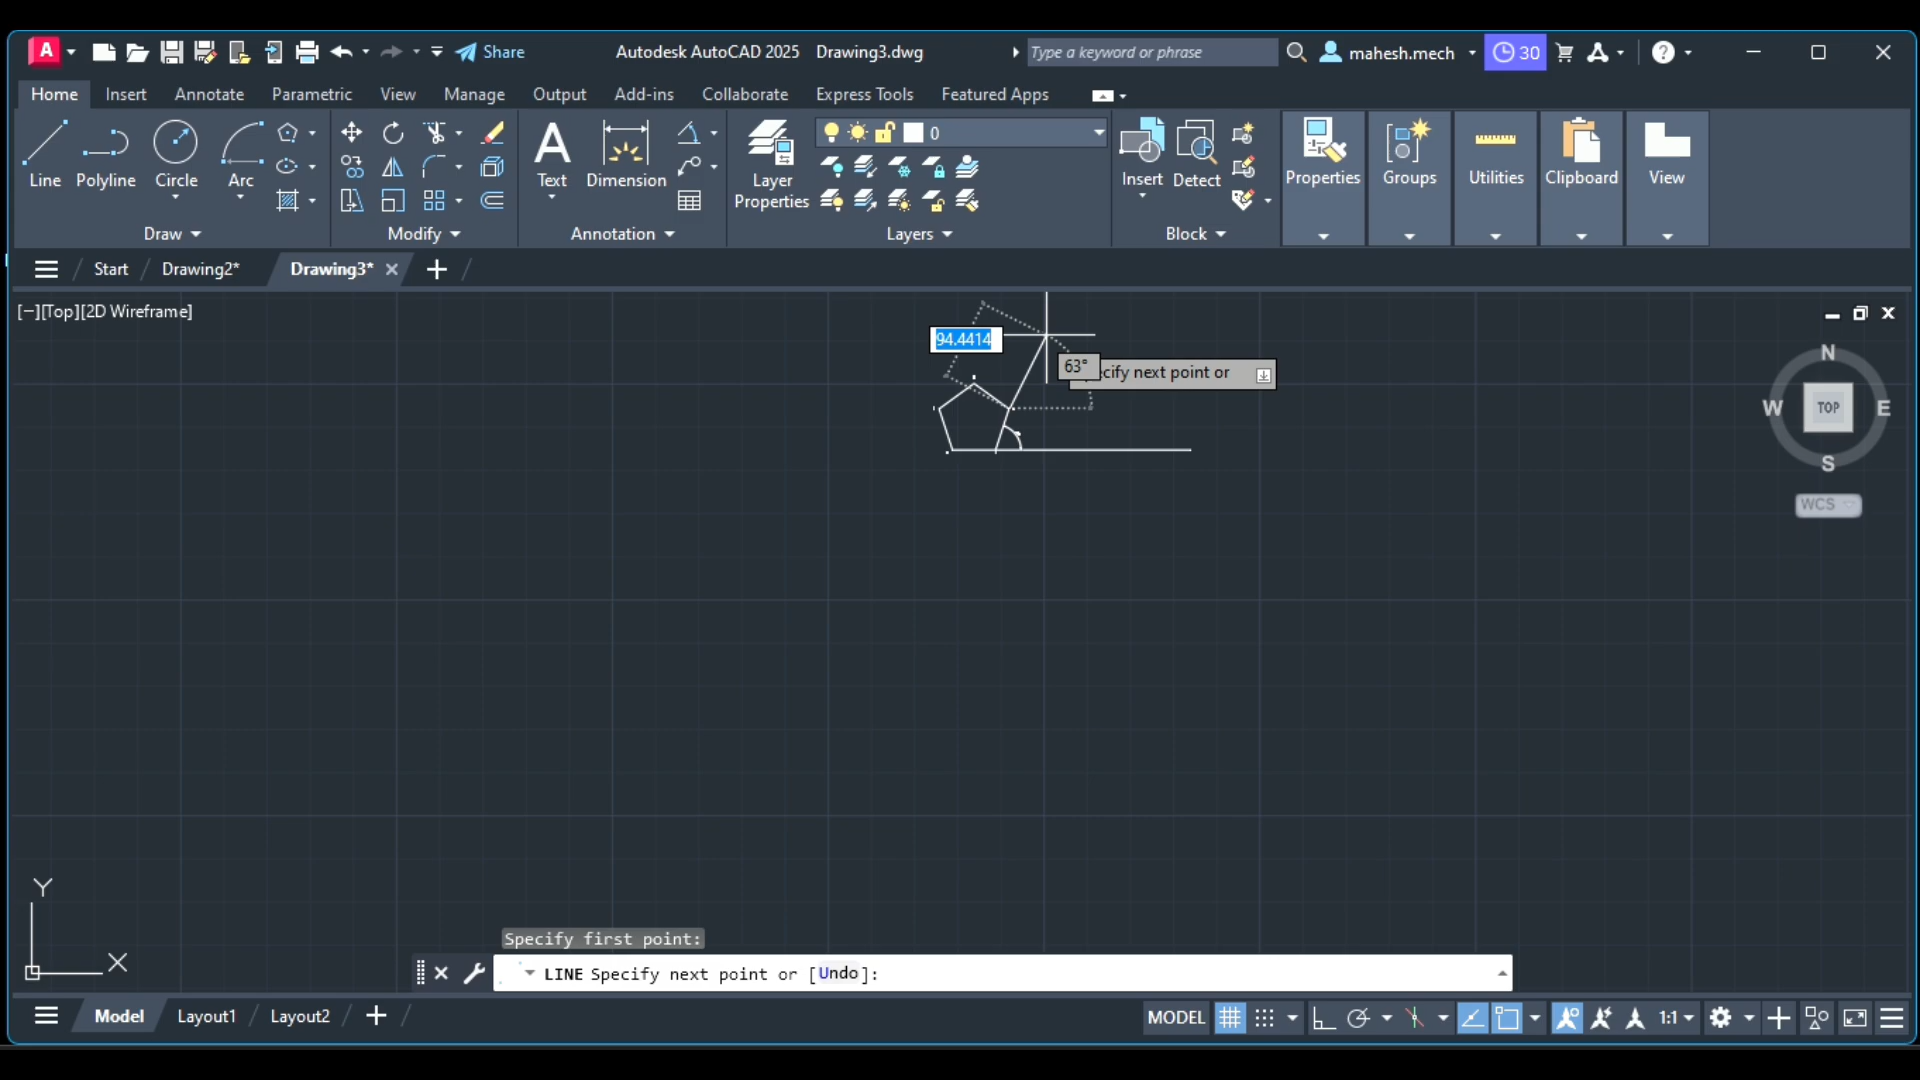 A Share Autodesk AutoCAD 2025 Drawing3.dwg Type a keyword or phrase mahesh.mech 30
Home Insert Annotate Parametric View Manage Output Add-ins Collaborate Express Tools Featured Apps
0
A
Line Polyline Circle Arc Text Dimension Layer Properties Insert Detect Properties Groups Utilities Clipboard View
Draw Modify Annotation Layers Block
Start Drawing2* Drawing3*
[−][Top][2D Wireframe]
94.4414
63°
cify next point or
N
W TOP E
S
WCS
Y
X
Specify first point:
LINE Specify next point or [Undo]:
Model Layout1 Layout2 MODEL 1:1